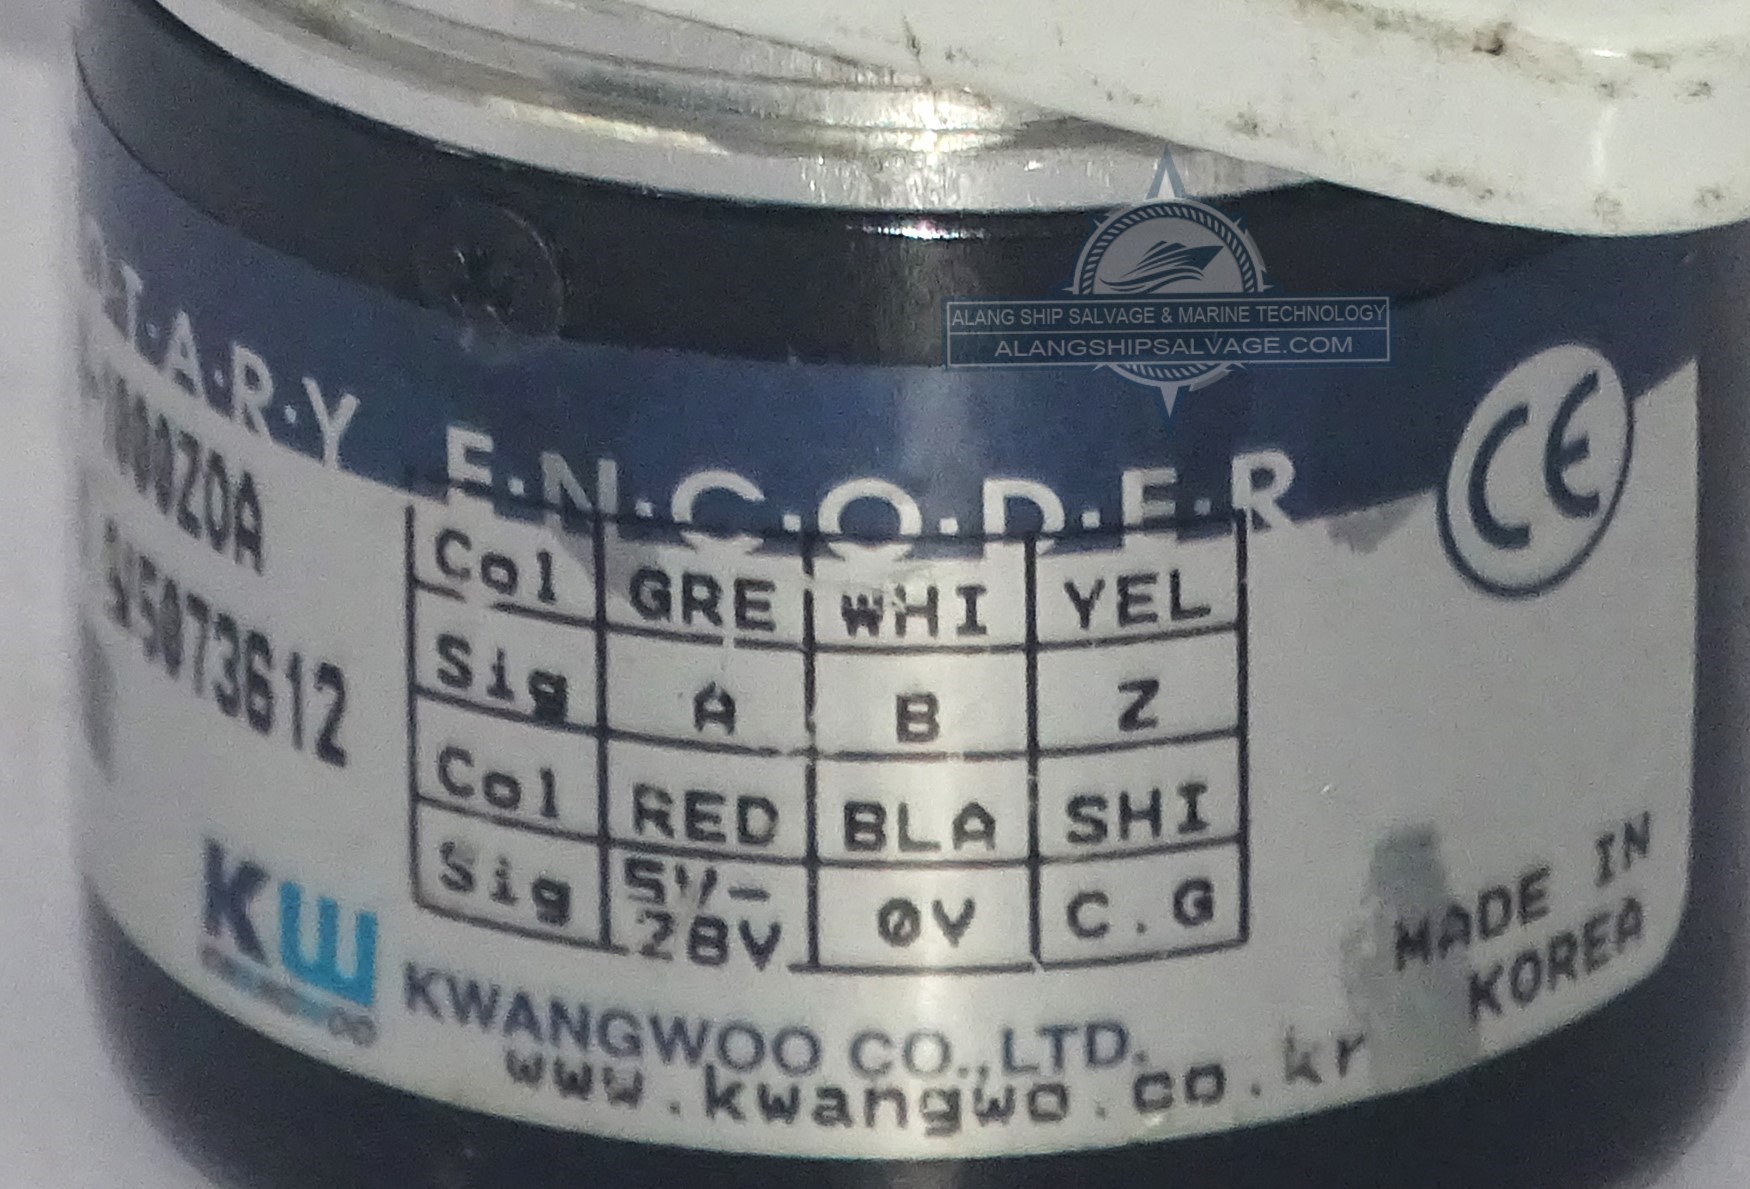 ALANG SHIP SALVAGE & MARINE TECHNOLOGY
ALANGSHIPSALVAGE.COM
E·N·C·O·D·E·R
CE
Col GRE WHI YEL
Sig A B Z
Col RED BLA SHI
Sig 5V-28V 0V C.G
KW
KWANGWOO CO.,LTD.
www.kwangwo.co.kr
MADE IN
KOREA